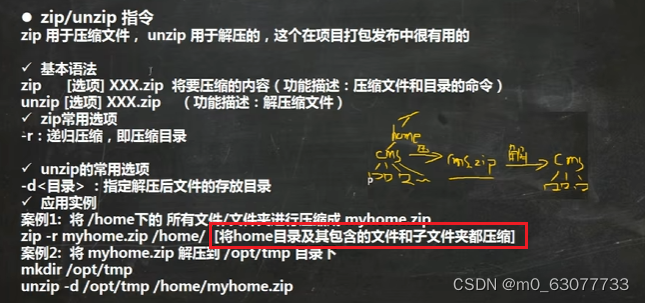 ● zip/unzip 指令
zip 用于压缩文件， unzip 用于解压的，这个在项目打包发布中很有用的
✓ 基本语法
zip [选项] XXX.zip 将要压缩的内容（功能描述：压缩文件和目录的命令）
unzip [选项] XXX.zip （功能描述：解压缩文件）
✓ zip常用选项
-r：递归压缩，即压缩目录
/
home
cms
cms.zip
cms
✓ unzip的常用选项
-d<目录> ：指定解压后文件的存放目录
✓ 应用实例
案例1: 将 /home下的 所有文件/文件夹进行压缩成 myhome.zip
zip -r myhome.zip /home/ [将home目录及其包含的文件和子文件夹都压缩]
案例2: 将 myhome.zip 解压到 /opt/tmp 目录下
mkdir /opt/tmp
unzip -d /opt/tmp /home/myhome.zip
CSDN @m0_63077733